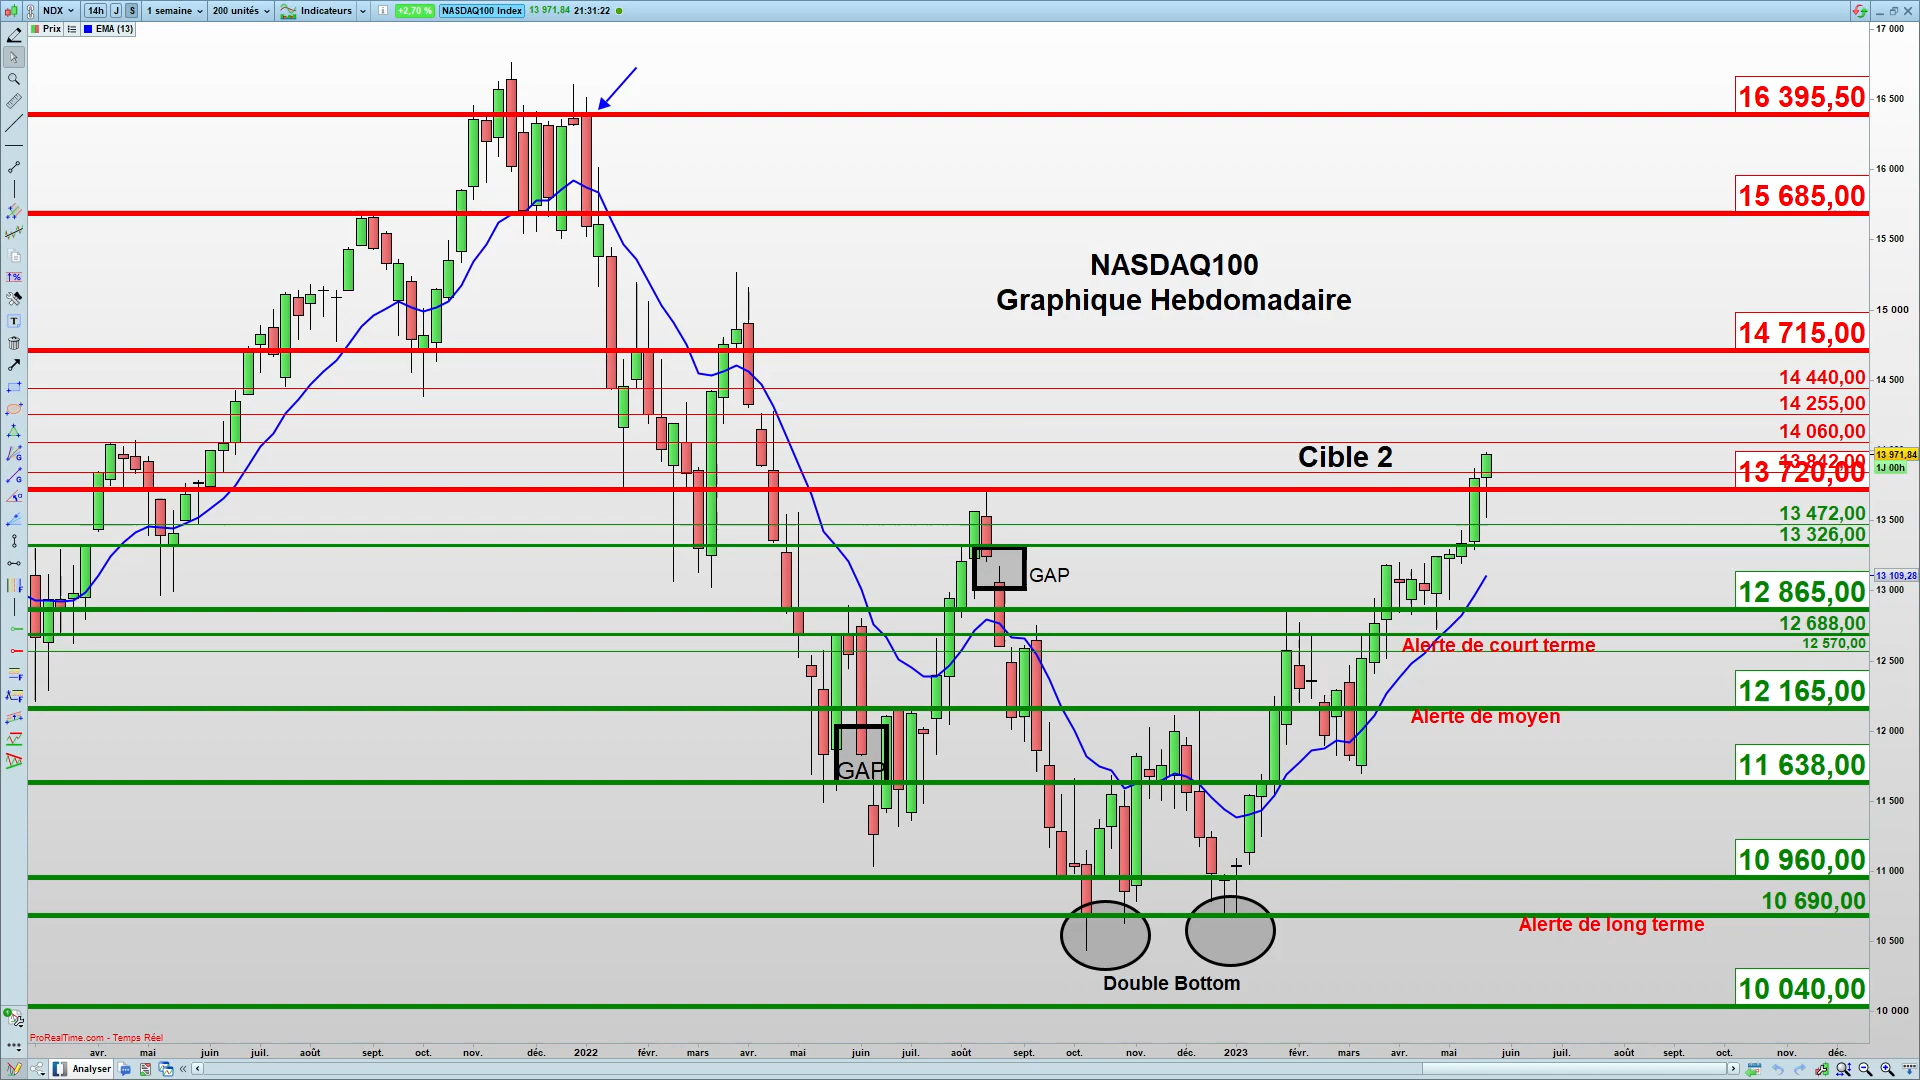 NDX 14h J S 1 semaine 200 unités Indicateurs i +2,70 % NASDAQ100 Index 13 971,84 21:31:22
Prix EMA (13)
17 000
16 395,50
16 500
16 000
15 685,00
15 500
NASDAQ100
Graphique Hebdomadaire
15 000
14 715,00
14 440,00
14 500
14 255,00
14 060,00
Cible 2
13 971,84
13 842,00
1J 00h
13 720,00
13 472,00
13 500
13 326,00
GAP
13 109,28
13 000
12 865,00
12 688,00
Alerte de court terme
12 570,00
12 500
12 165,00
Alerte de moyen
12 000
GAP
11 638,00
11 500
10 960,00
11 000
10 690,00
Alerte de long terme
10 500
Double Bottom
10 040,00
10 000
ProRealTime.com - Temps Réel
avr. mai juin juil. août sept. oct. nov. déc. 2022 févr. mars avr. mai juin juil. août sept. oct. nov. déc. 2023 févr. mars avr. mai juin juil. août sept. oct. nov. déc.
Analyser